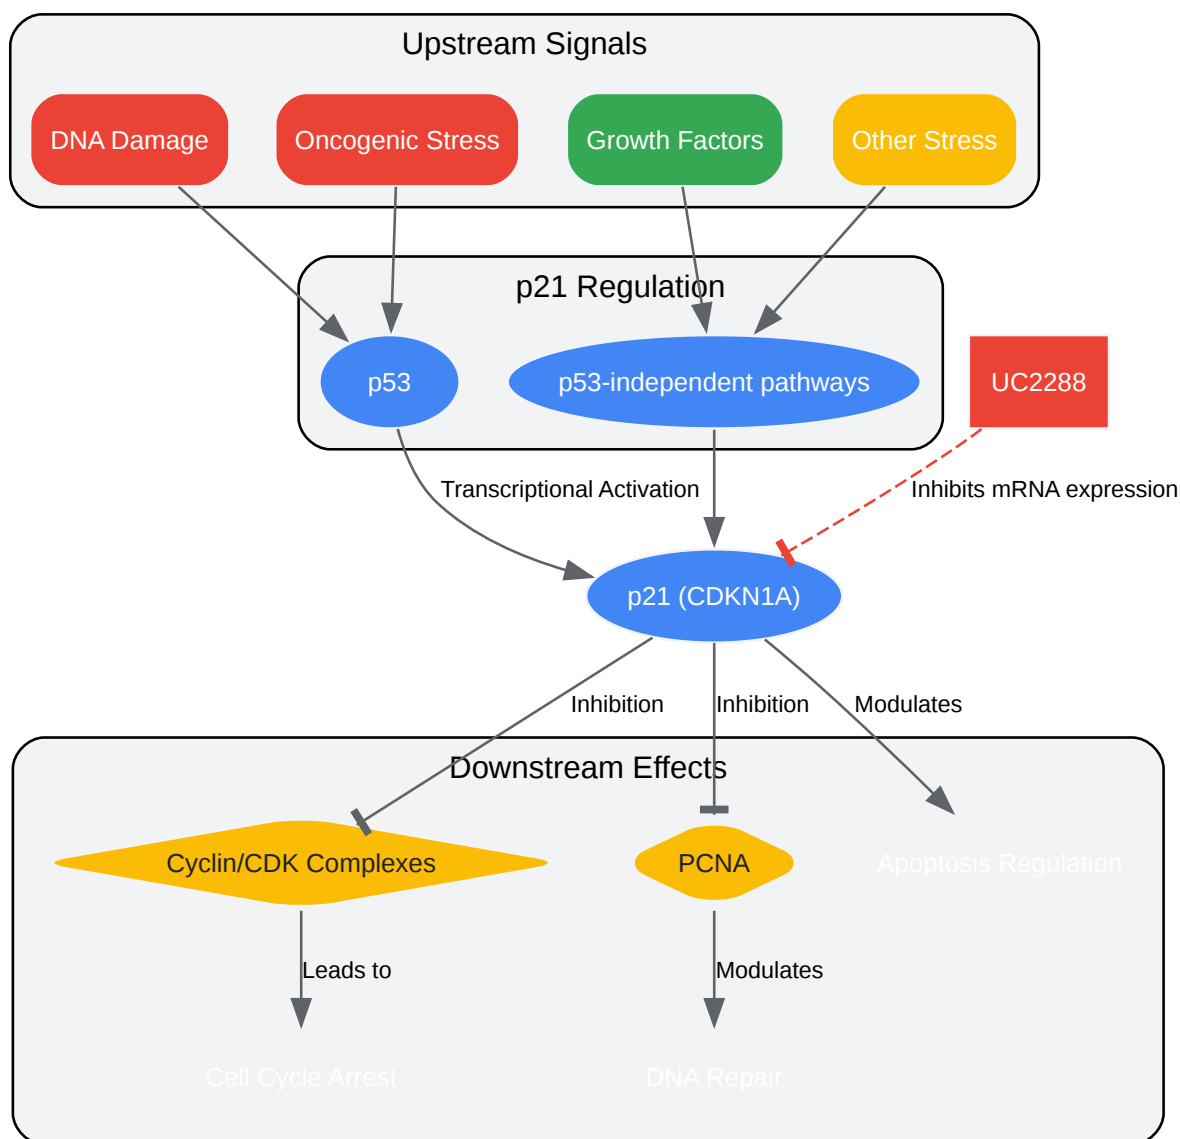 Upstream Signals
DNA Damage
Oncogenic Stress
Growth Factors
Other Stress
p21 Regulation
p53
p53-independent pathways
UC2288
Transcriptional Activation
Inhibits mRNA expression
p21 (CDKN1A)
Inhibition
Inhibition
Modulates
Downstream Effects
Cyclin/CDK Complexes
PCNA
Apoptosis Regulation
Leads to
Modulates
Cell Cycle Arrest
DNA Repair